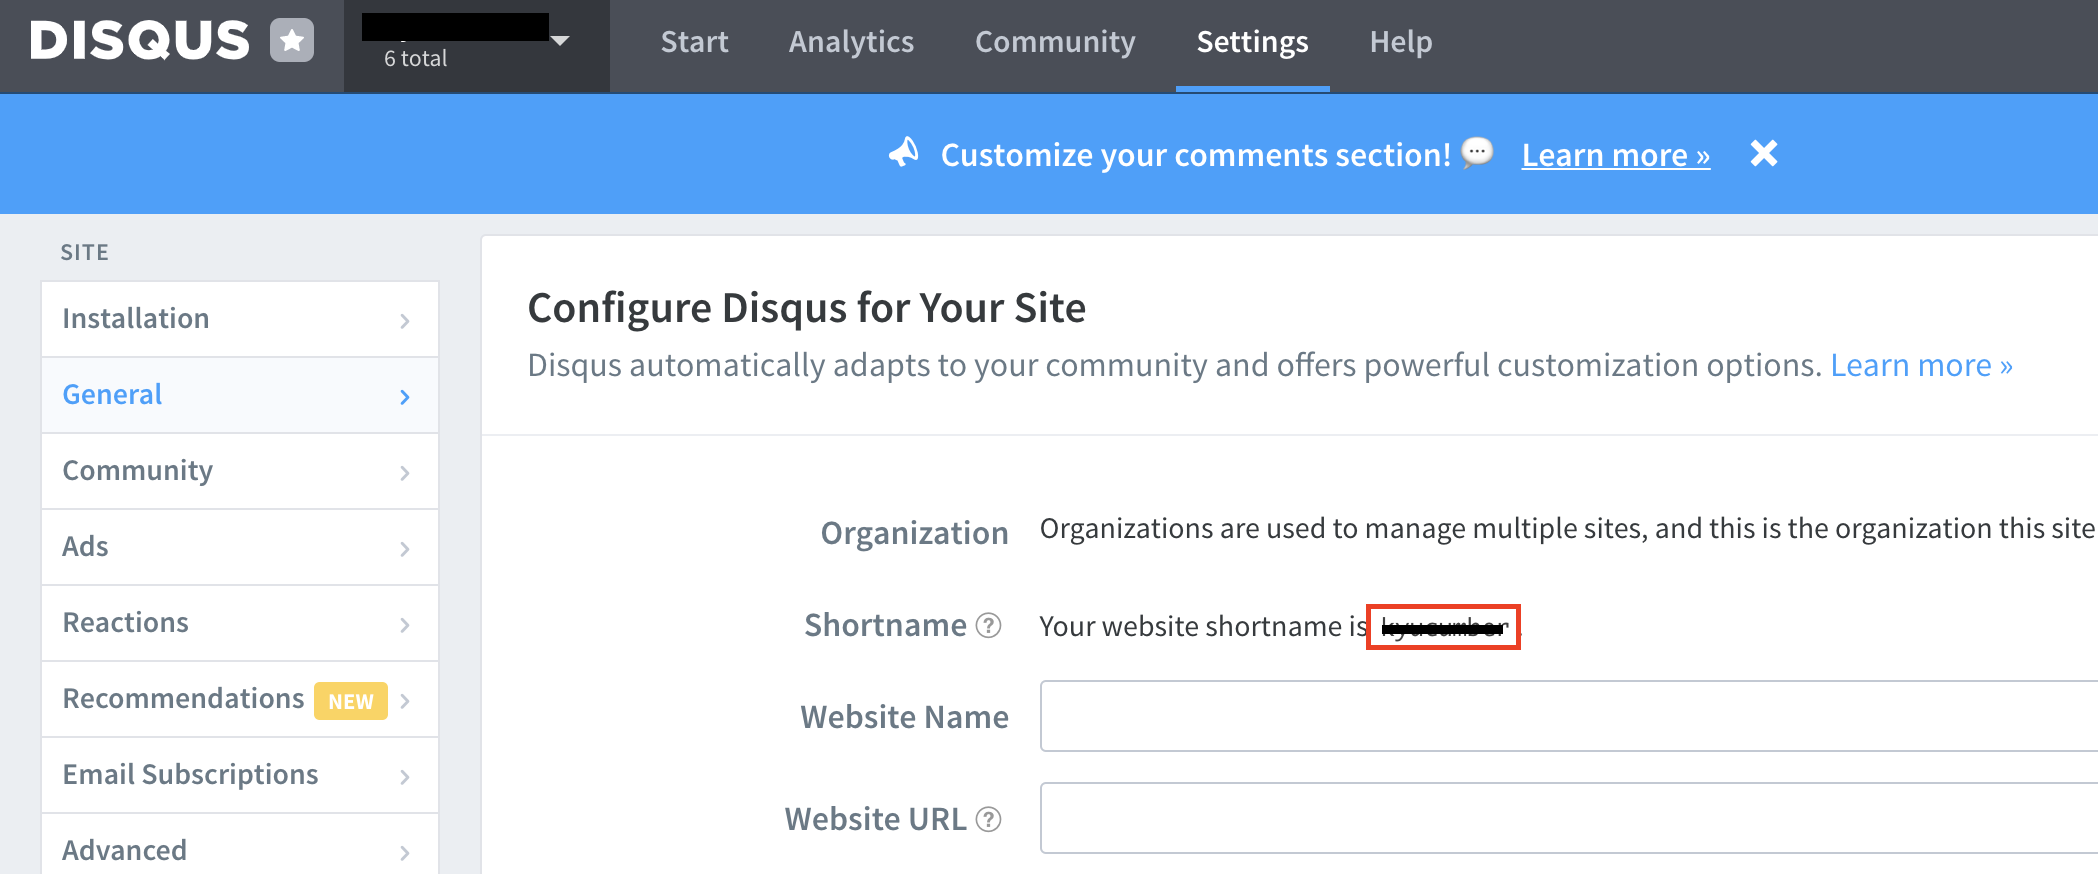 DISQUS
6 total
Start
Analytics
Community
Settings
Help
Customize your comments section! Learn more »
SITE
Installation
General
Community
Ads
Reactions
Recommendations NEW
Email Subscriptions
Advanced
Configure Disqus for Your Site
Disqus automatically adapts to your community and offers powerful customization options. Learn more »
Organization Organizations are used to manage multiple sites, and this is the organization this site
Shortname ? Your website shortname is
Website Name
Website URL ?